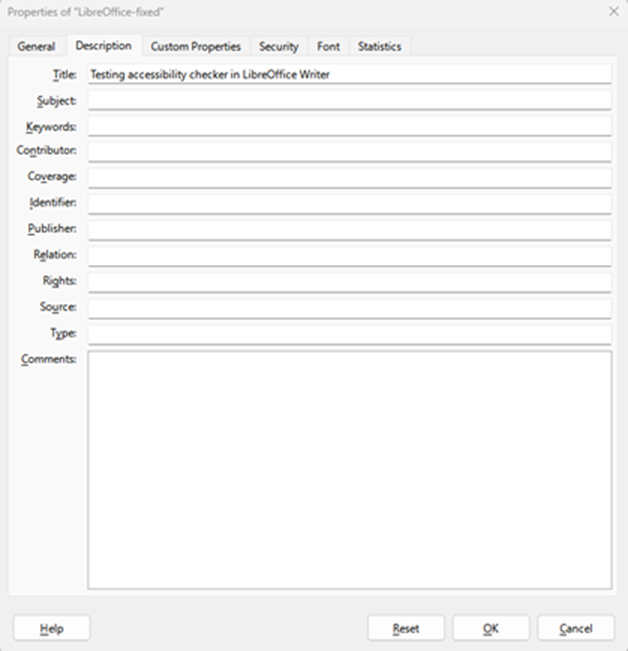 Properties of "LibreOffice-fixed"
General Description Custom Properties Security Font Statistics
Title: Testing accessibility checker in LibreOffice Writer
Subject:
Keywords:
Contributor:
Coverage:
Identifier:
Publisher:
Relation:
Rights:
Source:
Type:
Comments:
Help Reset OK Cancel